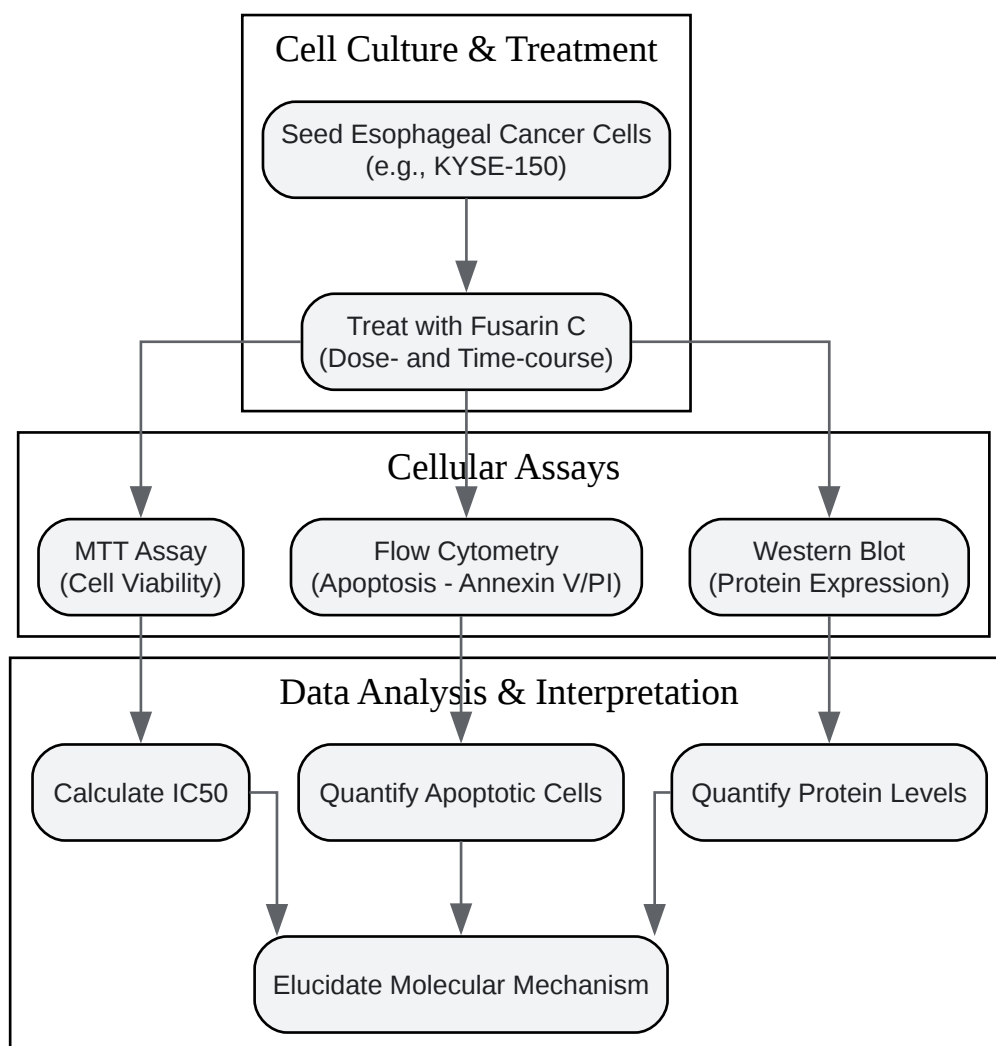 Cell Culture & Treatment
Seed Esophageal Cancer Cells
(e.g., KYSE-150)
Treat with Fusarin C
(Dose- and Time-course)
Cellular Assays
MTT Assay
(Cell Viability)
Flow Cytometry
(Apoptosis - Annexin V/PI)
Western Blot
(Protein Expression)
Data Analysis & Interpretation
Calculate IC50
Quantify Apoptotic Cells
Quantify Protein Levels
Elucidate Molecular Mechanism